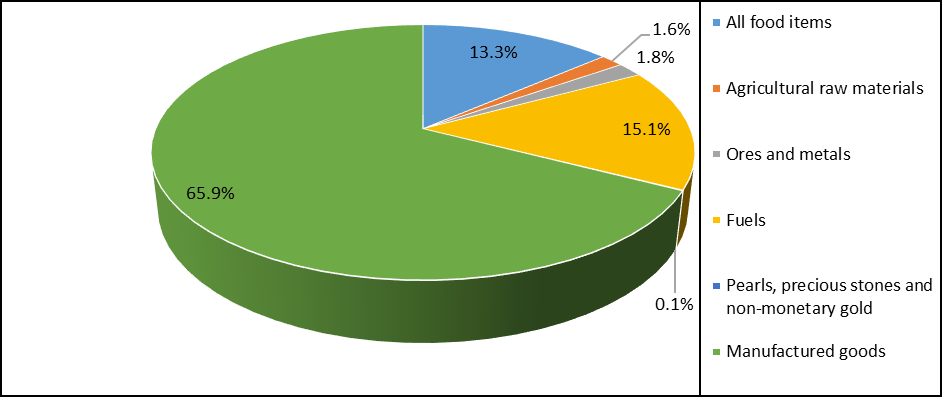 13.3%
1.6%
1.8%
15.1%
65.9%
0.1%
All food items
Agricultural raw materials
Ores and metals
Fuels
Pearls, precious stones and
non-monetary gold
Manufactured goods